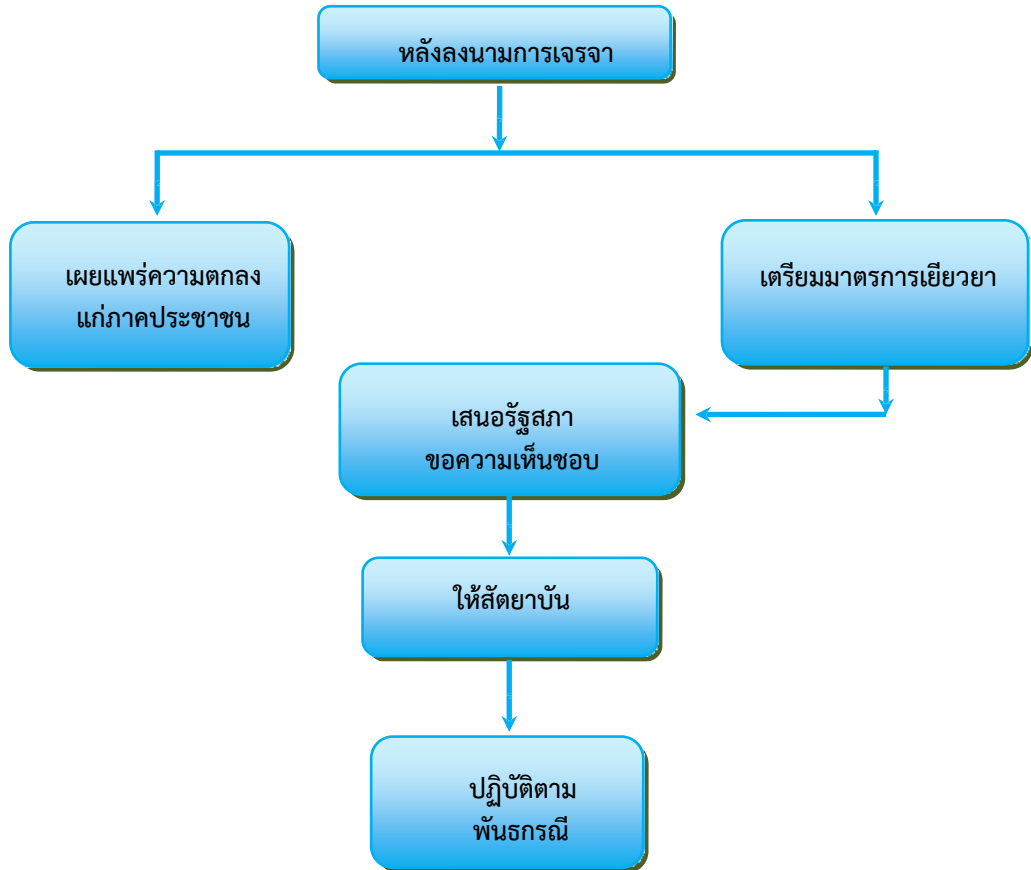 หลังลงนามการเจรจา
เผยแพร่ความตกลง
แก่ภาคประชาชน
เตรียมมาตรการเยียวยา
เสนอรัฐสภา
ขอความเห็นชอบ
ให้สัตยาบัน
ปฏิบัติตาม
พันธกรณี